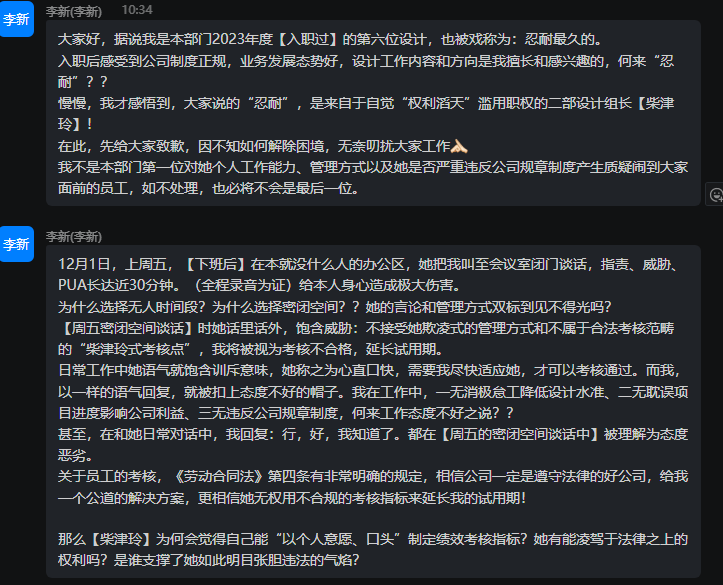 李新
李新(李新) 10:34
大家好，据说我是本部门2023年度【入职过】的第六位设计，也被戏称为：忍耐最久的。
入职后感受到公司制度正规，业务发展态势好，设计工作内容和方向是我擅长和感兴趣的，何来“忍
耐”？？
慢慢，我才感悟到，大家说的“忍耐”，是来自于自觉“权利滔天”滥用职权的二部设计组长【柴津
玲】！
在此，先给大家致歉，因不知如何解除困境，无奈叨扰大家工作🙏🏻
我不是本部门第一位对她个人工作能力、管理方式以及她是否严重违反公司规章制度产生质疑闹到大家
面前的员工，如不处理，也必将不会是最后一位。
李新
李新(李新)
12月1日，上周五，【下班后】在本就没什么人的办公区，她把我叫至会议室闭门谈话，指责、威胁、
PUA长达近30分钟。（全程录音为证）给本人身心造成极大伤害。
为什么选择无人时间段？为什么选择密闭空间？？她的言论和管理方式双标到见不得光吗？
【周五密闭空间谈话】时她话里话外，饱含威胁：不接受她欺凌式的管理方式和不属于合法考核范畴
的“柴津玲式考核点”，我将被视为考核不合格，延长试用期。
日常工作中她语气就饱含训斥意味，她称之为心直口快，需要我尽快适应她，才可以考核通过。而我，
以一样的语气回复，就被扣上态度不好的帽子。我在工作中，一无消极怠工降低设计水准、二无耽误项
目进度影响公司利益、三无违反公司规章制度，何来工作态度不好之说？？
甚至，在和她日常对话中，我回复：行，好，我知道了。都在【周五的密闭空间谈话中】被理解为态度
恶劣。
关于员工的考核，《劳动合同法》第四条有非常明确的规定，相信公司一定是遵守法律的好公司，给我
一个公道的解决方案，更相信她无权用不合规的考核指标来延长我的试用期！
那么【柴津玲】为何会觉得自己能“以个人意愿、口头”制定绩效考核指标？她有能凌驾于法律之上的
权利吗？是谁支撑了她如此明目张胆违法的气焰？